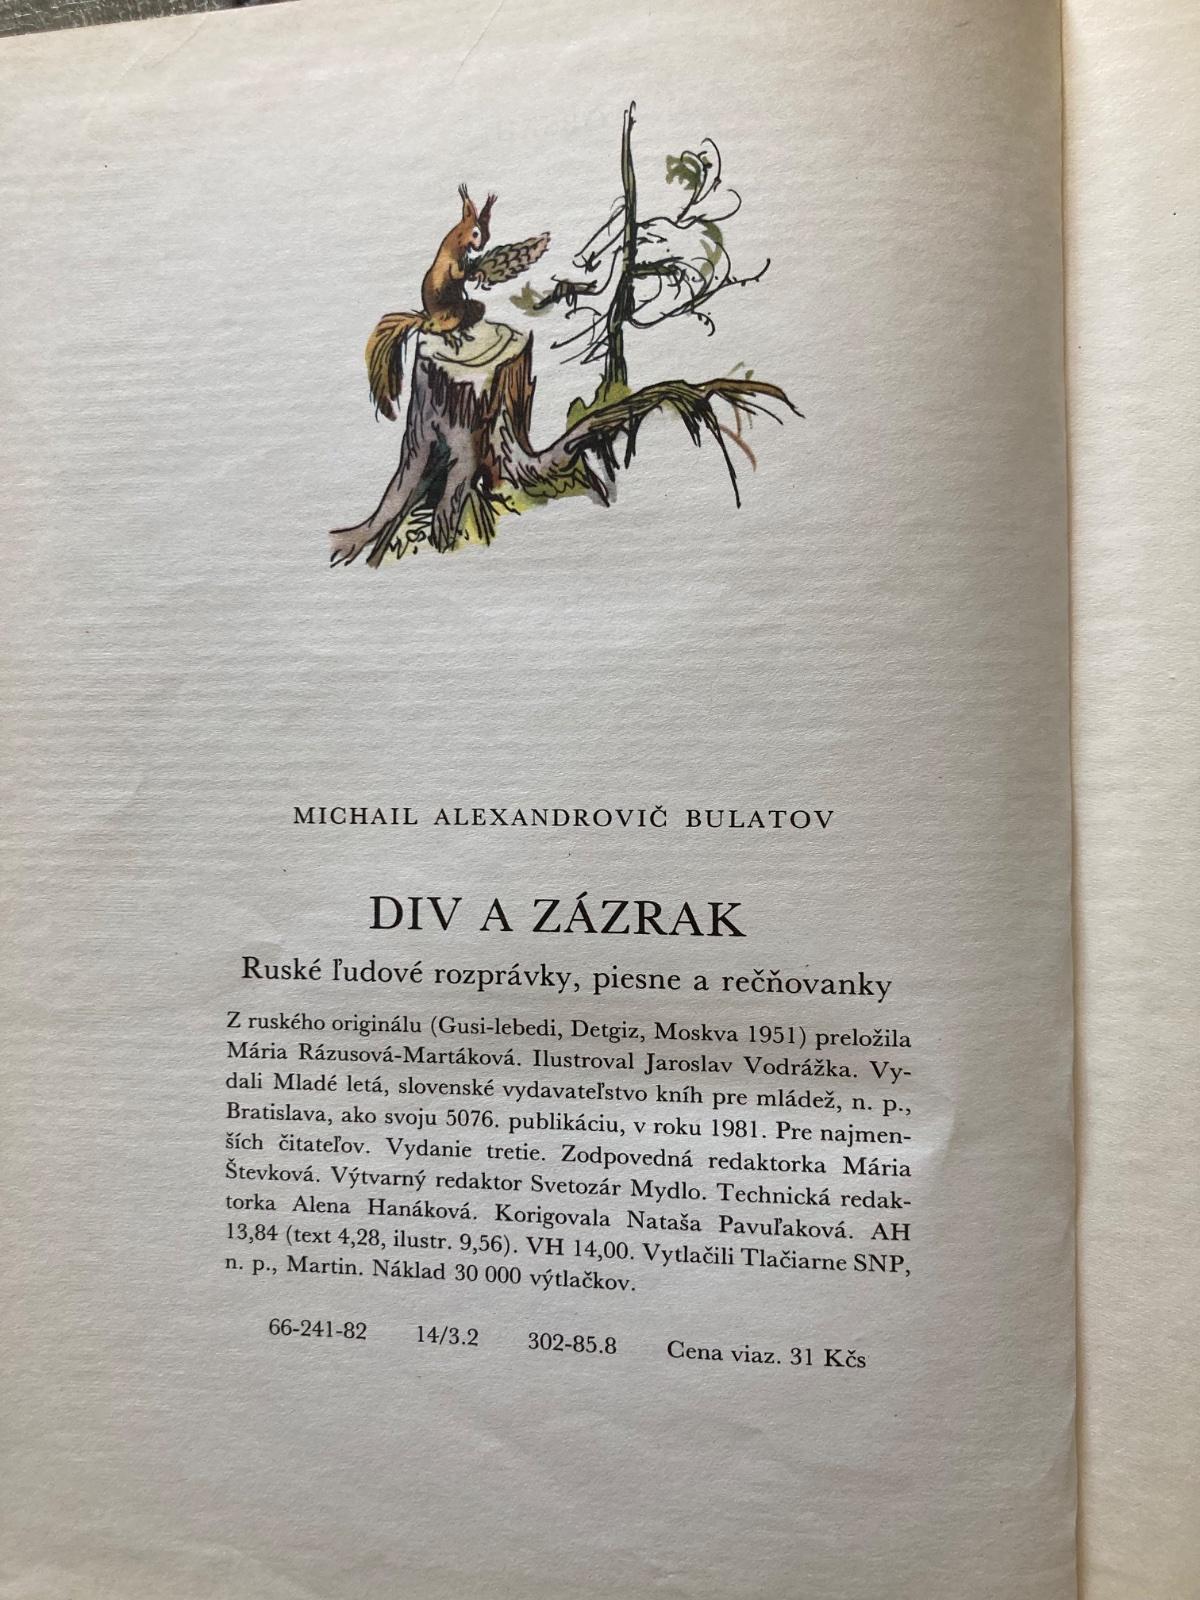 MICHAIL ALEXANDROVIČ BULATOV
DIV A ZÁZRAK
Ruské ľudové rozprávky, piesne a rečňovanky
Z ruského originálu (Gusi-lebedi, Detgiz, Moskva 1951) preložila
Mária Rázusová-Martáková. Ilustroval Jaroslav Vodrážka. Vy-
dali Mladé letá, slovenské vydavateľstvo kníh pre mládež, n. p.,
Bratislava, ako svoju 5076. publikáciu, v roku 1981. Pre najmen-
ších čitateľov. Vydanie tretie. Zodpovedná redaktorka Mária
Števková. Výtvarný redaktor Svetozár Mydlo. Technická redak-
torka Alena Hanáková. Korigovala Nataša Pavuľaková. AH
13,84 (text 4,28, ilustr. 9,56). VH 14,00. Vytlačili Tlačiarne SNP,
n. p., Martin. Náklad 30 000 výtlačkov.
66-241-82 14/3.2 302-85.8 Cena viaz. 31 Kčs